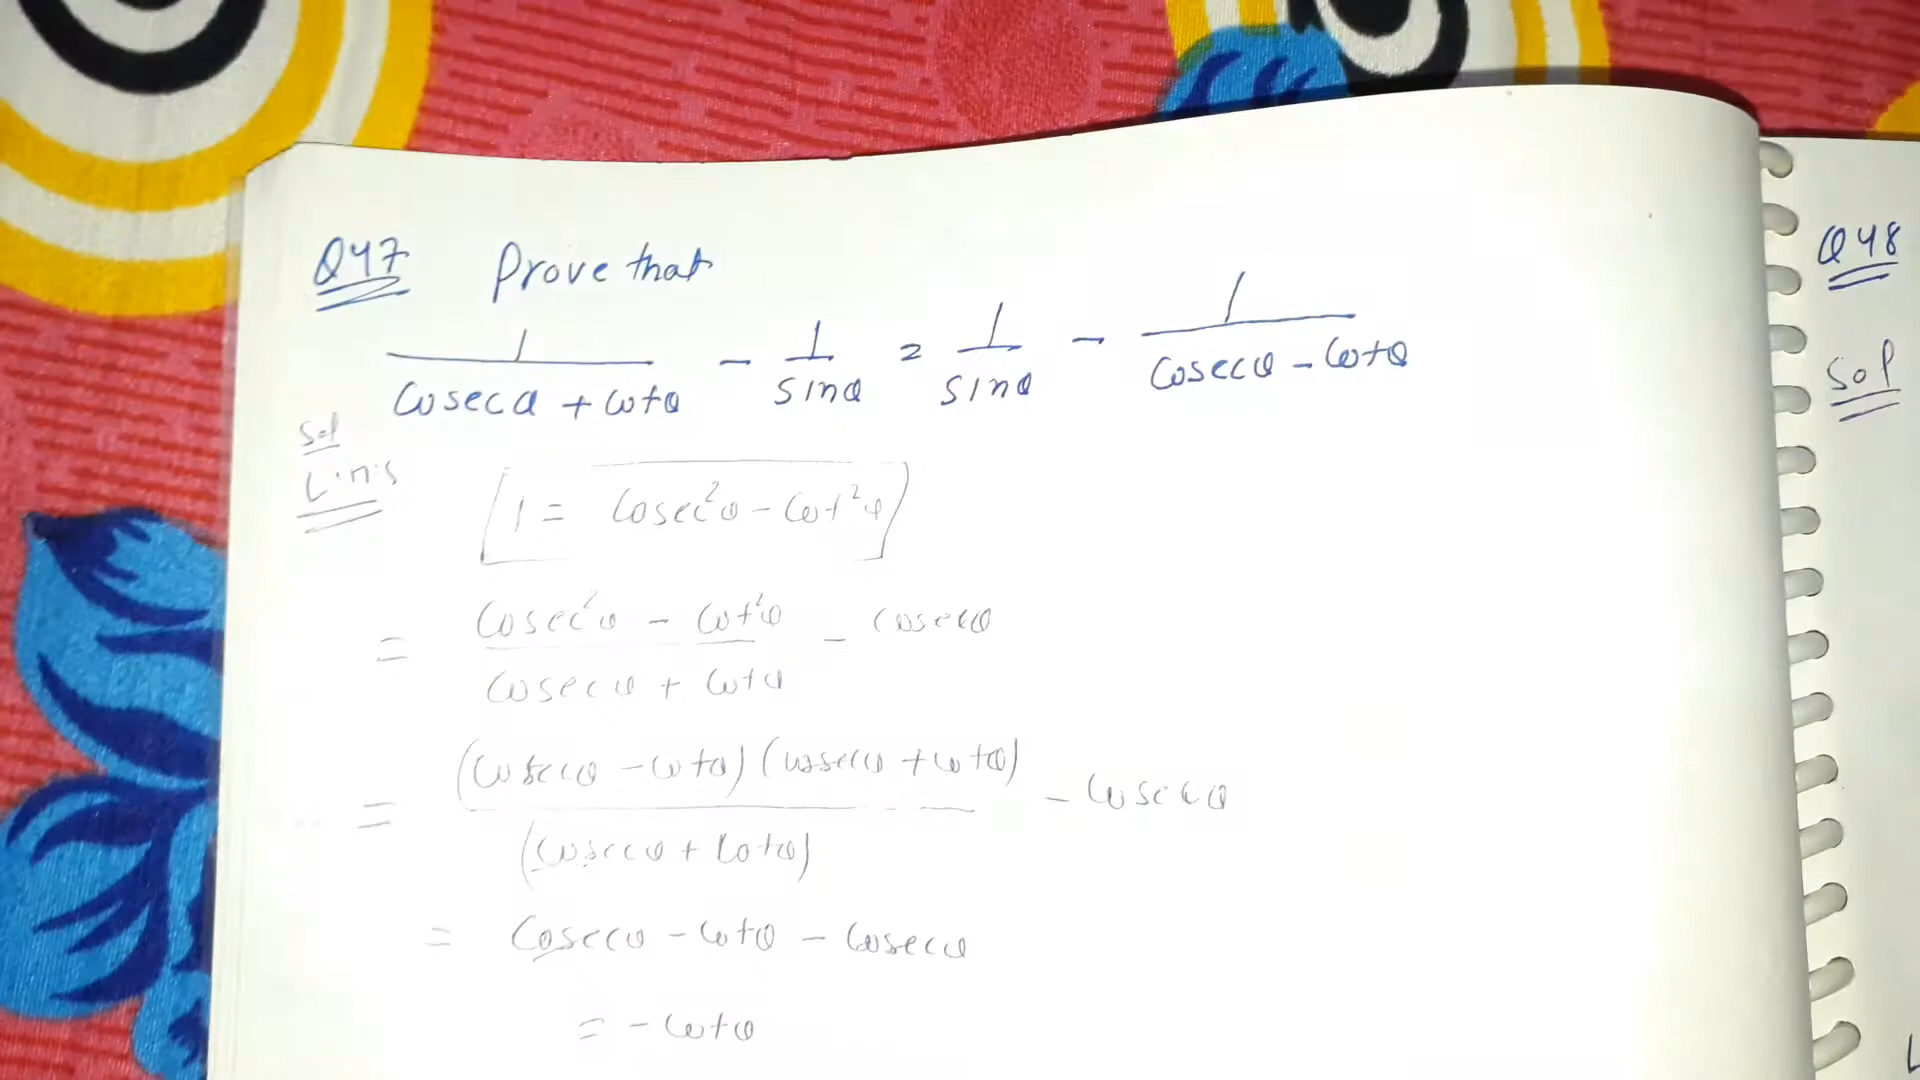 Q47 Prove that
1/(cosecθ + cotθ) - 1/sinθ = 1/sinθ - 1/(cosecθ - cotθ)
Sol
L.H.S
[1 = cosec²θ - cot²θ]
= (cosec²θ - cot²θ)/(cosecθ + cotθ) - cosecθ
= (cosecθ - cotθ)(cosecθ + cotθ)/(cosecθ + cotθ) - cosecθ
= cosecθ - cotθ - cosecθ
= - cotθ
Q48
Sol
L